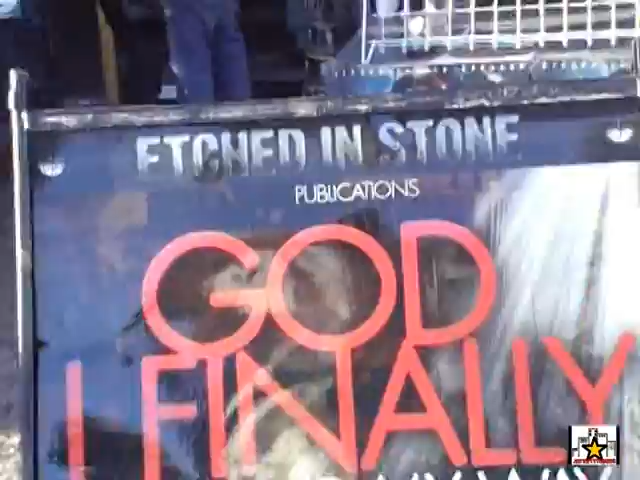 ETCHED IN STONE
PUBLICATIONS
GOD
I FINALLY